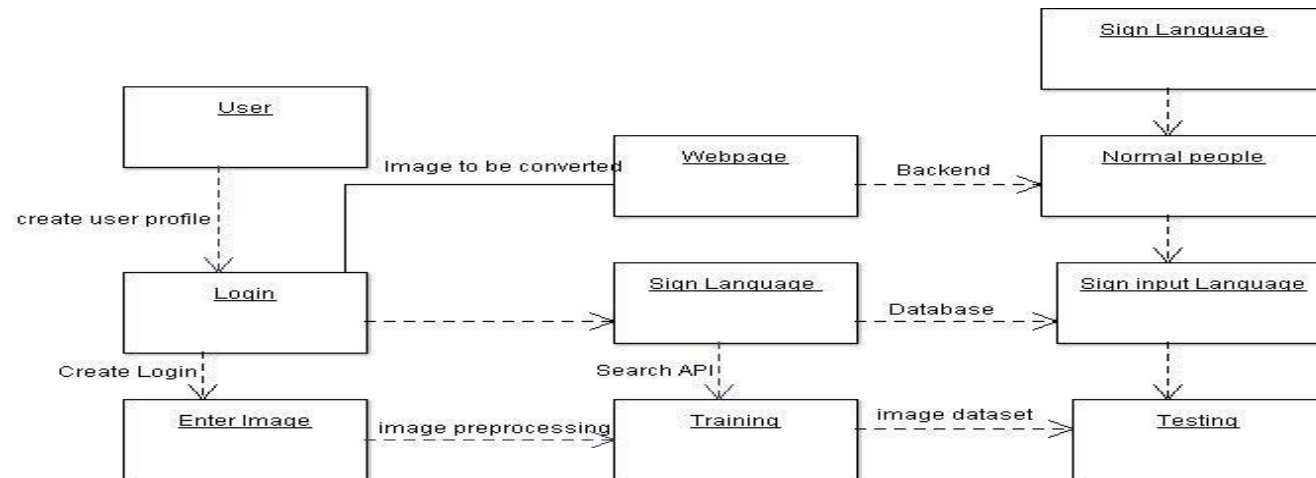 Sign Language
User
Image to be converted
Webpage
Backend
Normal people
create user profile
Login
Sign Language
Database
Sign input Language
Create Login
Search API
Enter Image
image preprocessing
Training
image dataset
Testing